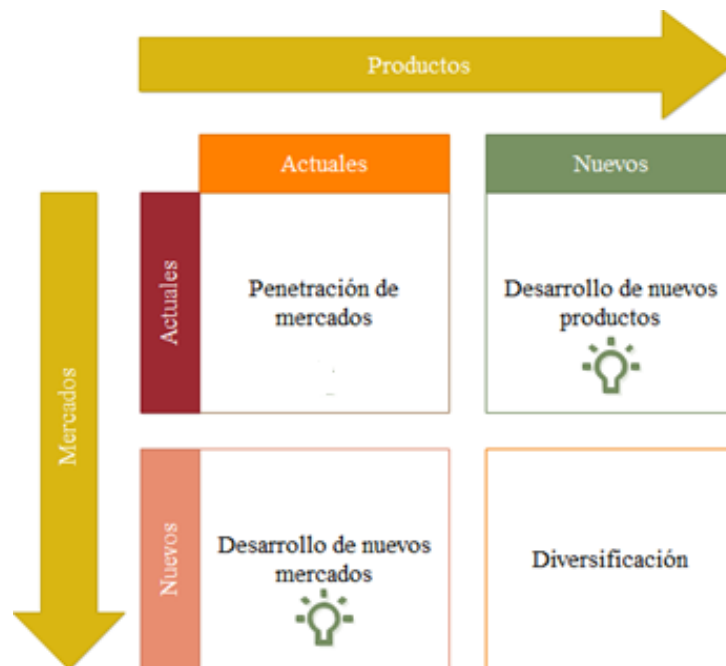 Productos
Actuales
Nuevos
Mercados
Actuales
Penetración de
mercados
Desarrollo de nuevos
productos
Nuevos
Desarrollo de nuevos
mercados
Diversificación